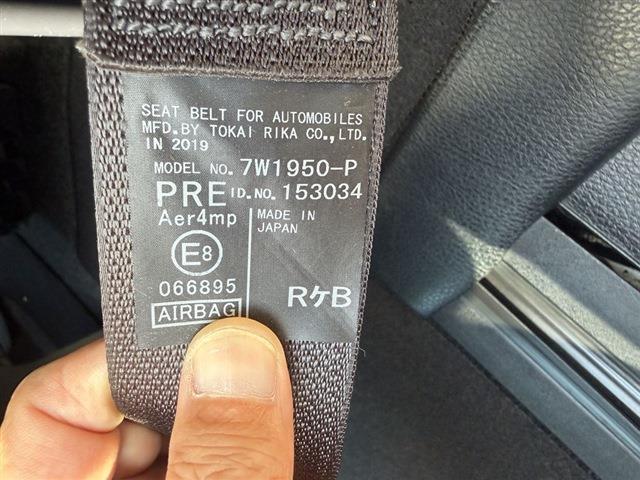 SEAT BELT FOR AUTOMOBILES
MFD.BY TOKAI RIKA CO.,LTD.
IN 2019
MODEL NO. 7W1950-P
PRE ID.NO. 153034
Aer4mp
MADE IN
JAPAN
E8
066895
AIRBAG
RケB